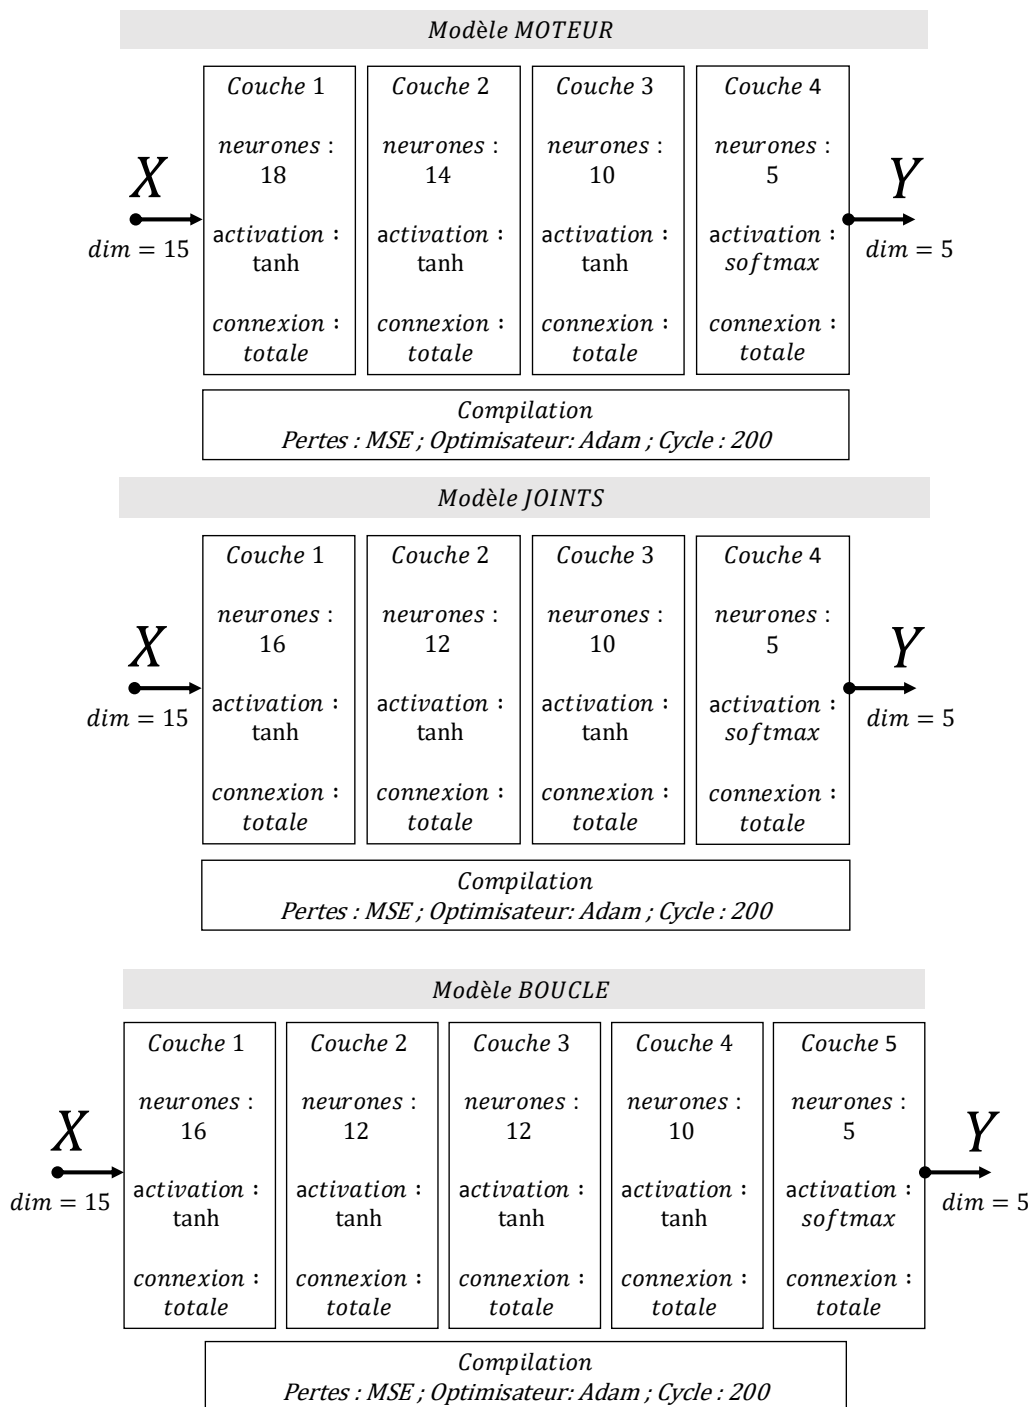 Modèle MOTEUR
X
dim = 15
Couche 1
neurones :
18
activation :
tanh
connexion :
totale
Couche 2
neurones :
14
activation :
tanh
connexion :
totale
Couche 3
neurones :
10
activation :
tanh
connexion :
totale
Couche 4
neurones :
5
activation :
softmax
connexion :
totale
Y
dim = 5
Compilation
Pertes : MSE ; Optimisateur: Adam ; Cycle : 200
Modèle JOINTS
X
dim = 15
Couche 1
neurones :
16
activation :
tanh
connexion :
totale
Couche 2
neurones :
12
activation :
tanh
connexion :
totale
Couche 3
neurones :
10
activation :
tanh
connexion :
totale
Couche 4
neurones :
5
activation :
softmax
connexion :
totale
Y
dim = 5
Compilation
Pertes : MSE ; Optimisateur: Adam ; Cycle : 200
Modèle BOUCLE
X
dim = 15
Couche 1
neurones :
16
activation :
tanh
connexion :
totale
Couche 2
neurones :
12
activation :
tanh
connexion :
totale
Couche 3
neurones :
12
activation :
tanh
connexion :
totale
Couche 4
neurones :
10
activation :
tanh
connexion :
totale
Couche 5
neurones :
5
activation :
softmax
connexion :
totale
Y
dim = 5
Compilation
Pertes : MSE ; Optimisateur: Adam ; Cycle : 200